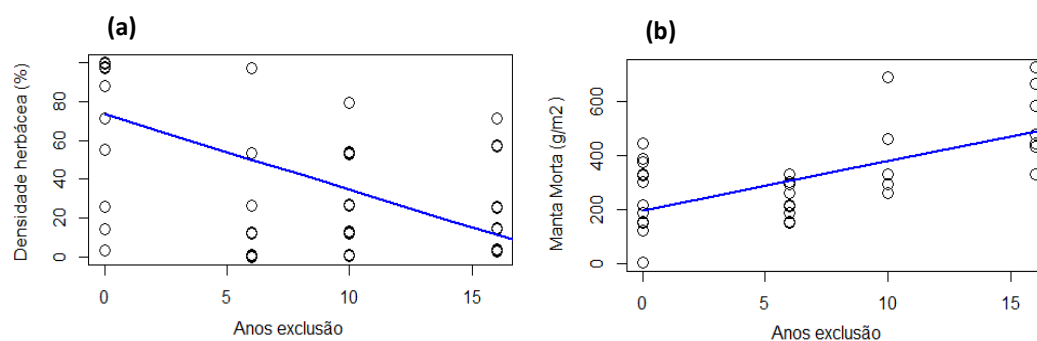 (a)
Densidade herbácea (%)
0 20 40 60 80
0 5 10 15
Anos exclusão
(b)
Manta Morta (g/m2 )
0 200 400 600
0 5 10 15
Anos exclusão